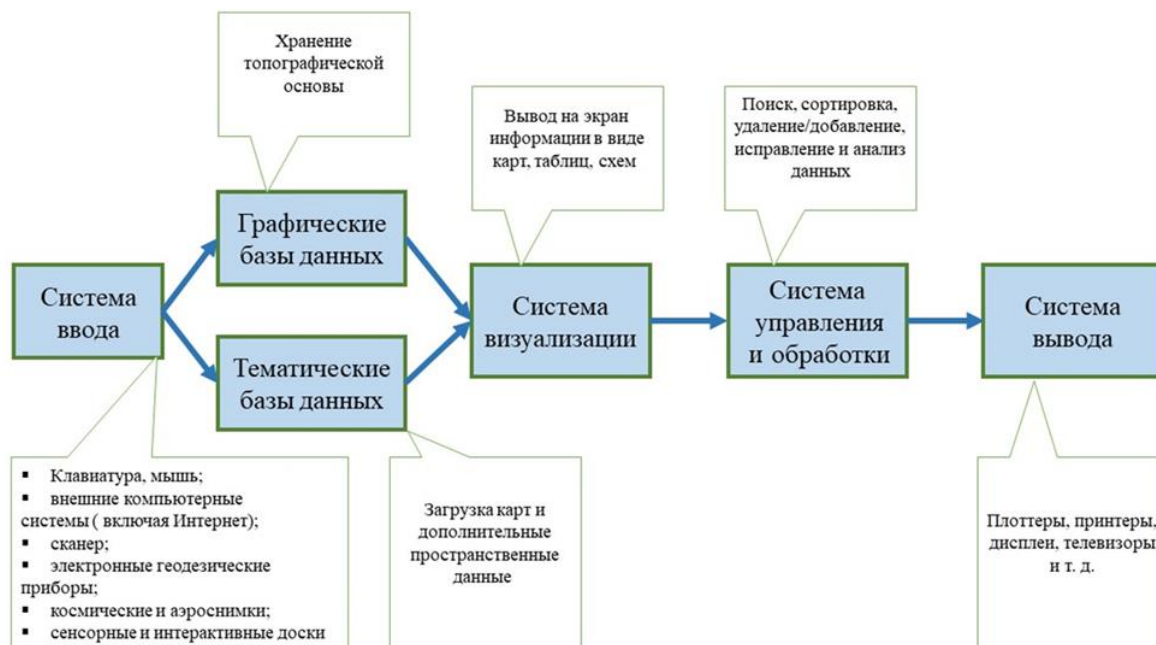 Хранение
топографической
основы
Вывод на экран
информации в виде
карт, таблиц, схем
Поиск, сортировка,
удаление/добавление,
исправление и анализ
данных
Графические
базы данных
Система
ввода
Тематические
базы данных
Система
визуализации
Система
управления
и обработки
Система
вывода
▪ Клавиатура, мышь;
▪ внешние компьютерные
системы ( включая Интернет);
▪ сканер;
▪ электронные геодезические
приборы;
▪ космические и аэроснимки;
▪ сенсорные и интерактивные доски
Загрузка карт и
дополнительные
пространственные
данные
Плоттеры, принтеры,
дисплеи, телевизоры
и т. д.